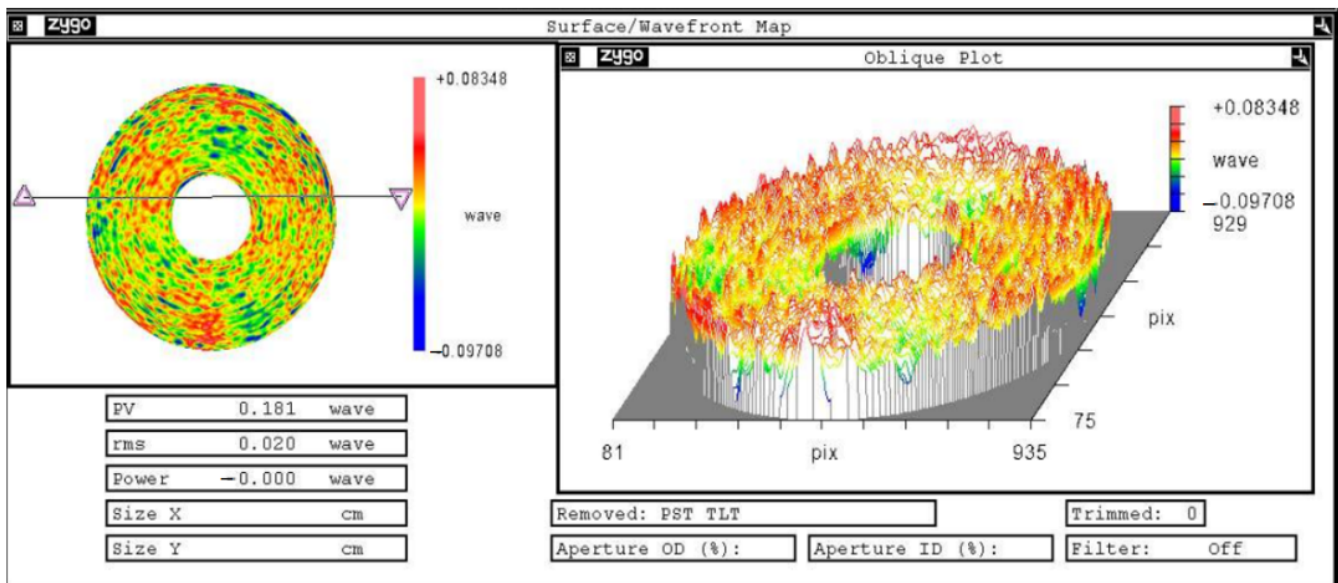 zygo
Surface/Wavefront Map
+0.08348
wave
−0.09708
zygo
Oblique Plot
+0.08348
wave
−0.09708
929
pix
75
81
pix
935
PV 0.181 wave
rms 0.020 wave
Power −0.000 wave
Size X cm
Size Y cm
Removed: PST TLT
Trimmed: 0
Aperture OD (%):
Aperture ID (%):
Filter: Off